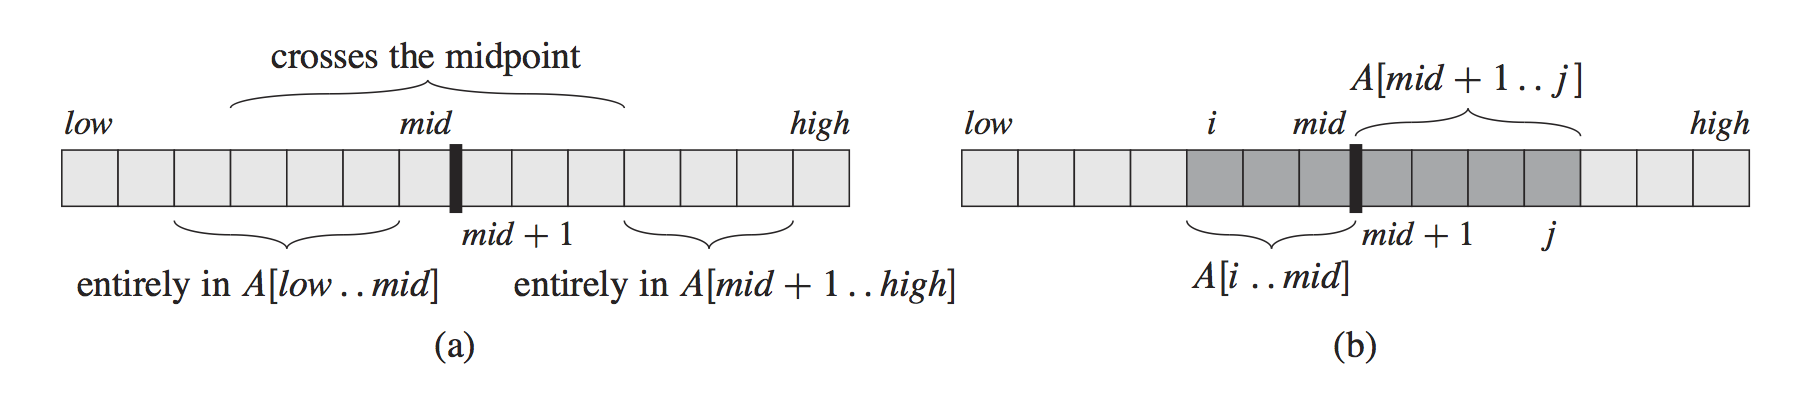 crosses the midpoint
low mid high
mid + 1
entirely in A[low . . mid] entirely in A[mid + 1 . . high]
(a)
A[mid + 1 . . j]
low i mid high
mid + 1 j
A[i . . mid]
(b)